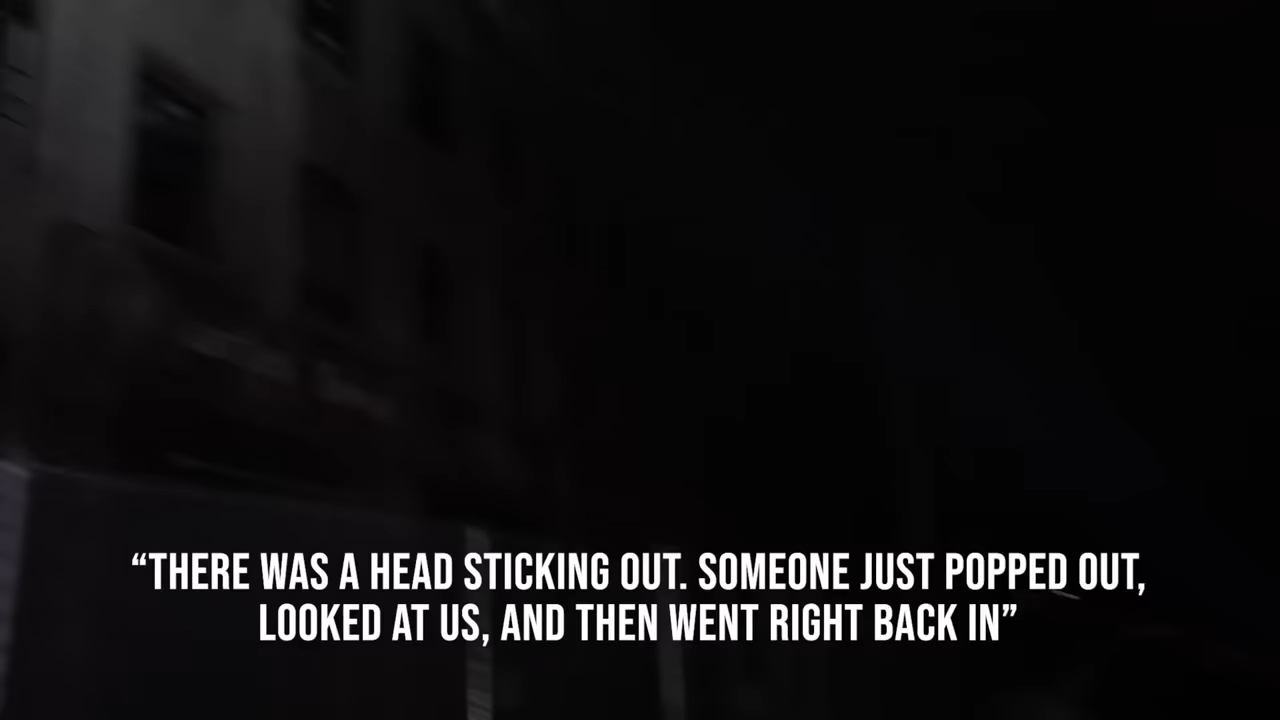 “THERE WAS A HEAD STICKING OUT. SOMEONE JUST POPPED OUT,
LOOKED AT US, AND THEN WENT RIGHT BACK IN”